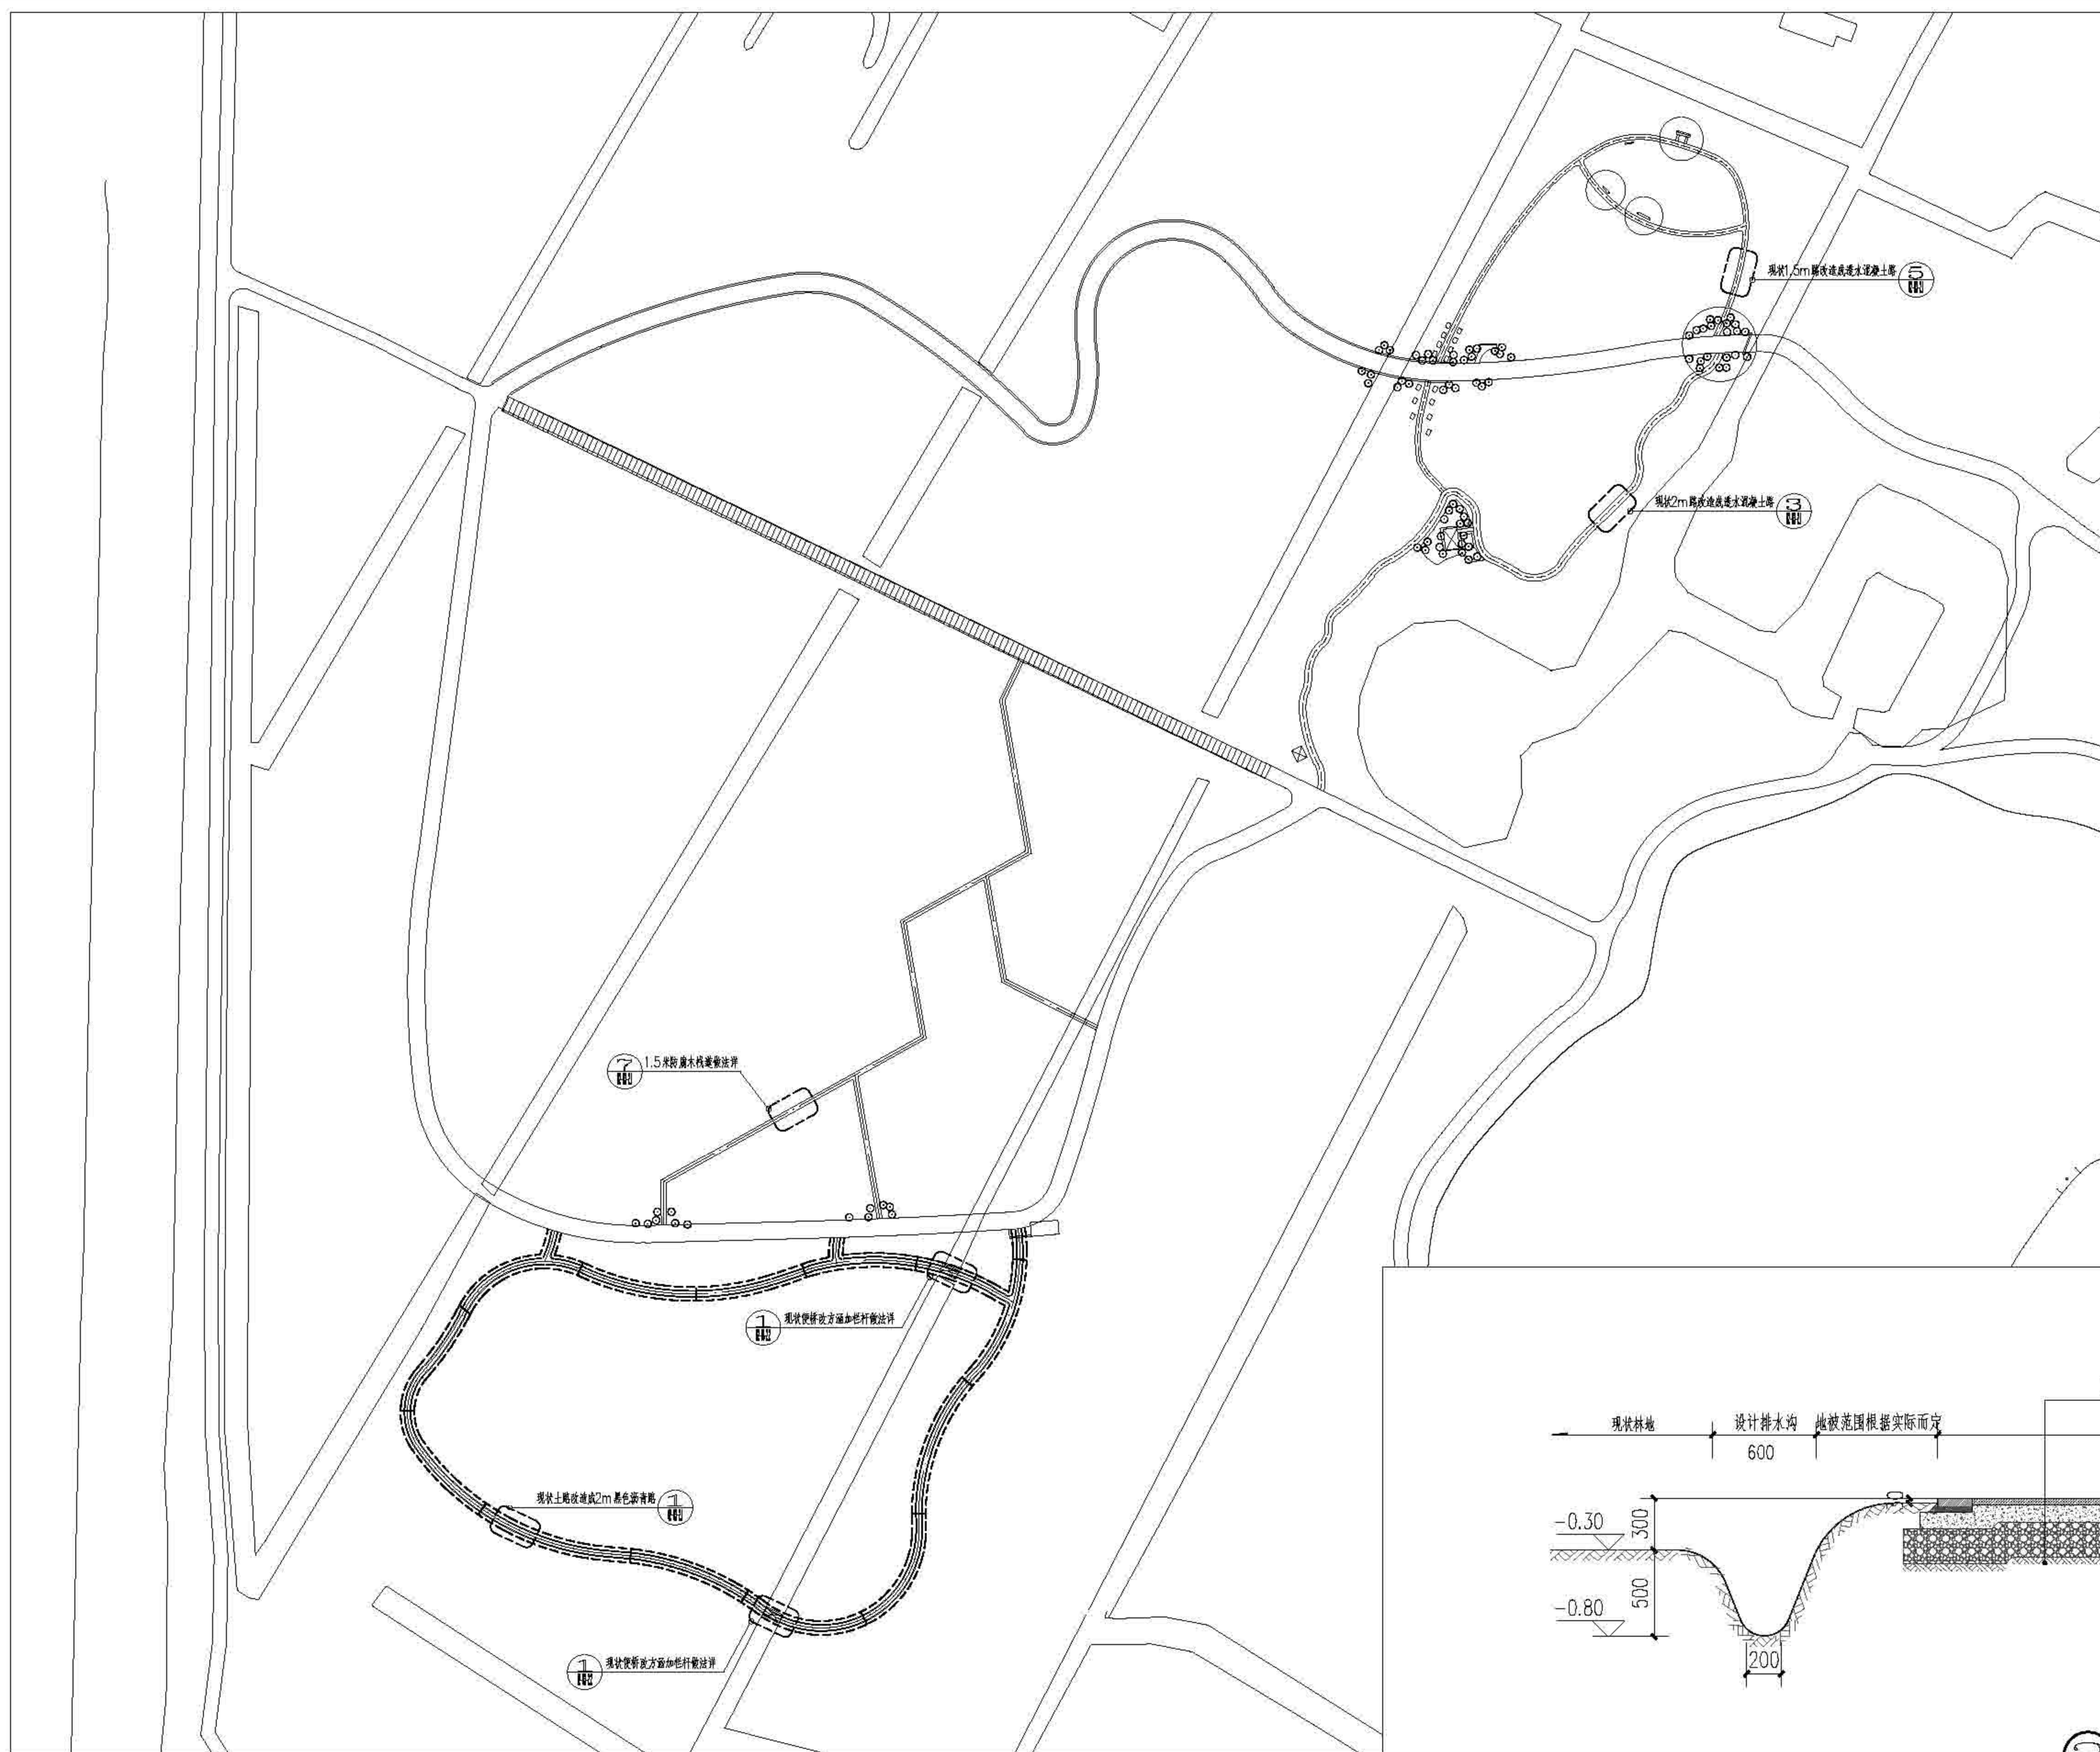 现状1.5m路改造成透水混凝土路
5
现状2m路改造成透水混凝土路
3
7
1.5米防腐木栈道做法详
1
现状便桥改方涵加栏杆做法详
现状土路改造成2m黑色沥青路
1
1
现状便桥改方涵加栏杆做法详
现状林地
设计排水沟
地被范围根据实际而定
600
-0.30
300
-0.80
500
200